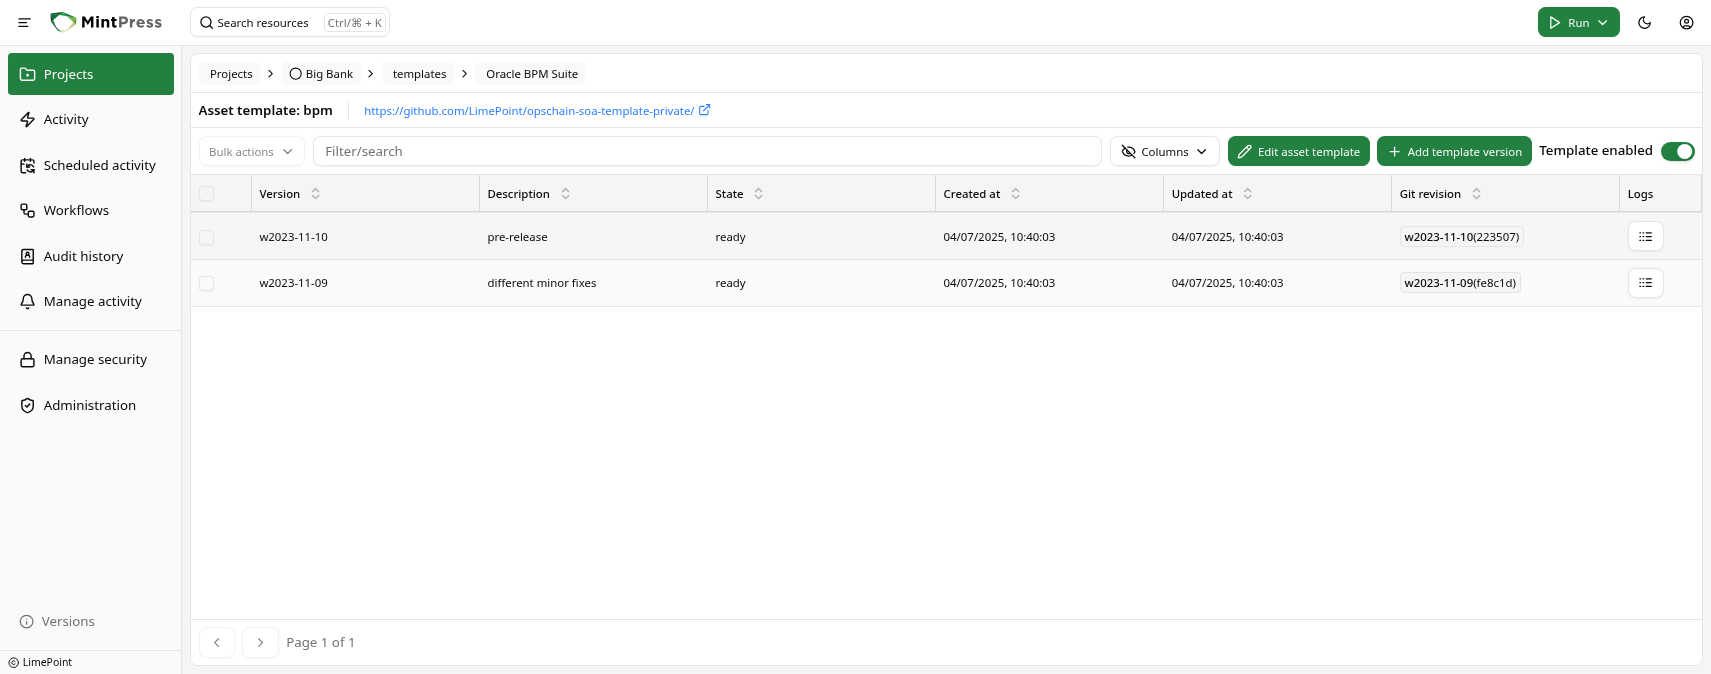 MintPress
Search resources Ctrl/⌘ + K
Run
Projects
Activity
Scheduled activity
Workflows
Audit history
Manage activity
Manage security
Administration
Versions
© LimePoint
Projects > Big Bank > templates > Oracle BPM Suite
Asset template: bpm https://github.com/LimePoint/opschain-soa-template-private/
Bulk actions Filter/search Columns Edit asset template Add template version Template enabled
Version Description State Created at Updated at Git revision Logs
w2023-11-10 pre-release ready 04/07/2025, 10:40:03 04/07/2025, 10:40:03 w2023-11-10(223507)
w2023-11-09 different minor fixes ready 04/07/2025, 10:40:03 04/07/2025, 10:40:03 w2023-11-09(fe8c1d)
Page 1 of 1